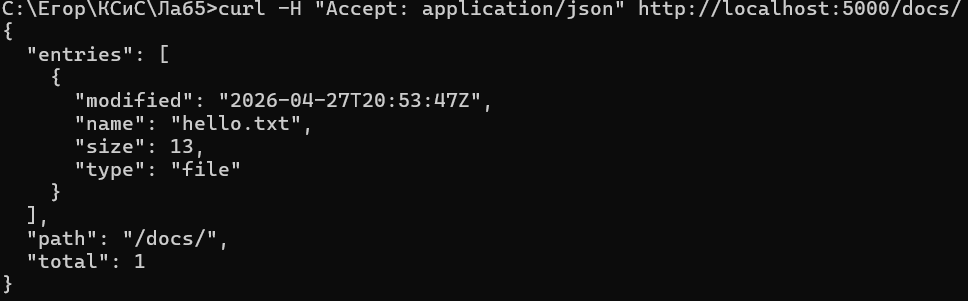 C:\Егор\КСиС\Лаб5>curl -H "Accept: application/json" http://localhost:5000/docs/
{
  "entries": [
    {
      "modified": "2026-04-27T20:53:47Z",
      "name": "hello.txt",
      "size": 13,
      "type": "file"
    }
  ],
  "path": "/docs/",
  "total": 1
}